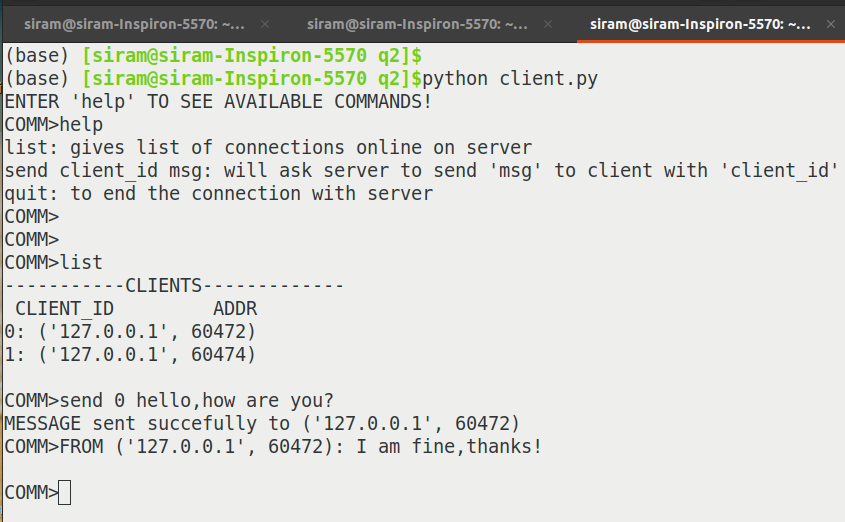 siram@siram-Inspiron-5570: ~... × siram@siram-Inspiron-5570: ~... × siram@siram-Inspiron-5570: ~... ×
(base) [siram@siram-Inspiron-5570 q2]$
(base) [siram@siram-Inspiron-5570 q2]$python client.py
ENTER 'help' TO SEE AVAILABLE COMMANDS!
COMM>help
list: gives list of connections online on server
send client_id msg: will ask server to send 'msg' to client with 'client_id'
quit: to end the connection with server
COMM>
COMM>
COMM>list
-----------CLIENTS-------------
 CLIENT_ID         ADDR
0: ('127.0.0.1', 60472)
1: ('127.0.0.1', 60474)
COMM>send 0 hello,how are you?
MESSAGE sent succefully to ('127.0.0.1', 60472)
COMM>FROM ('127.0.0.1', 60472): I am fine,thanks!
COMM>